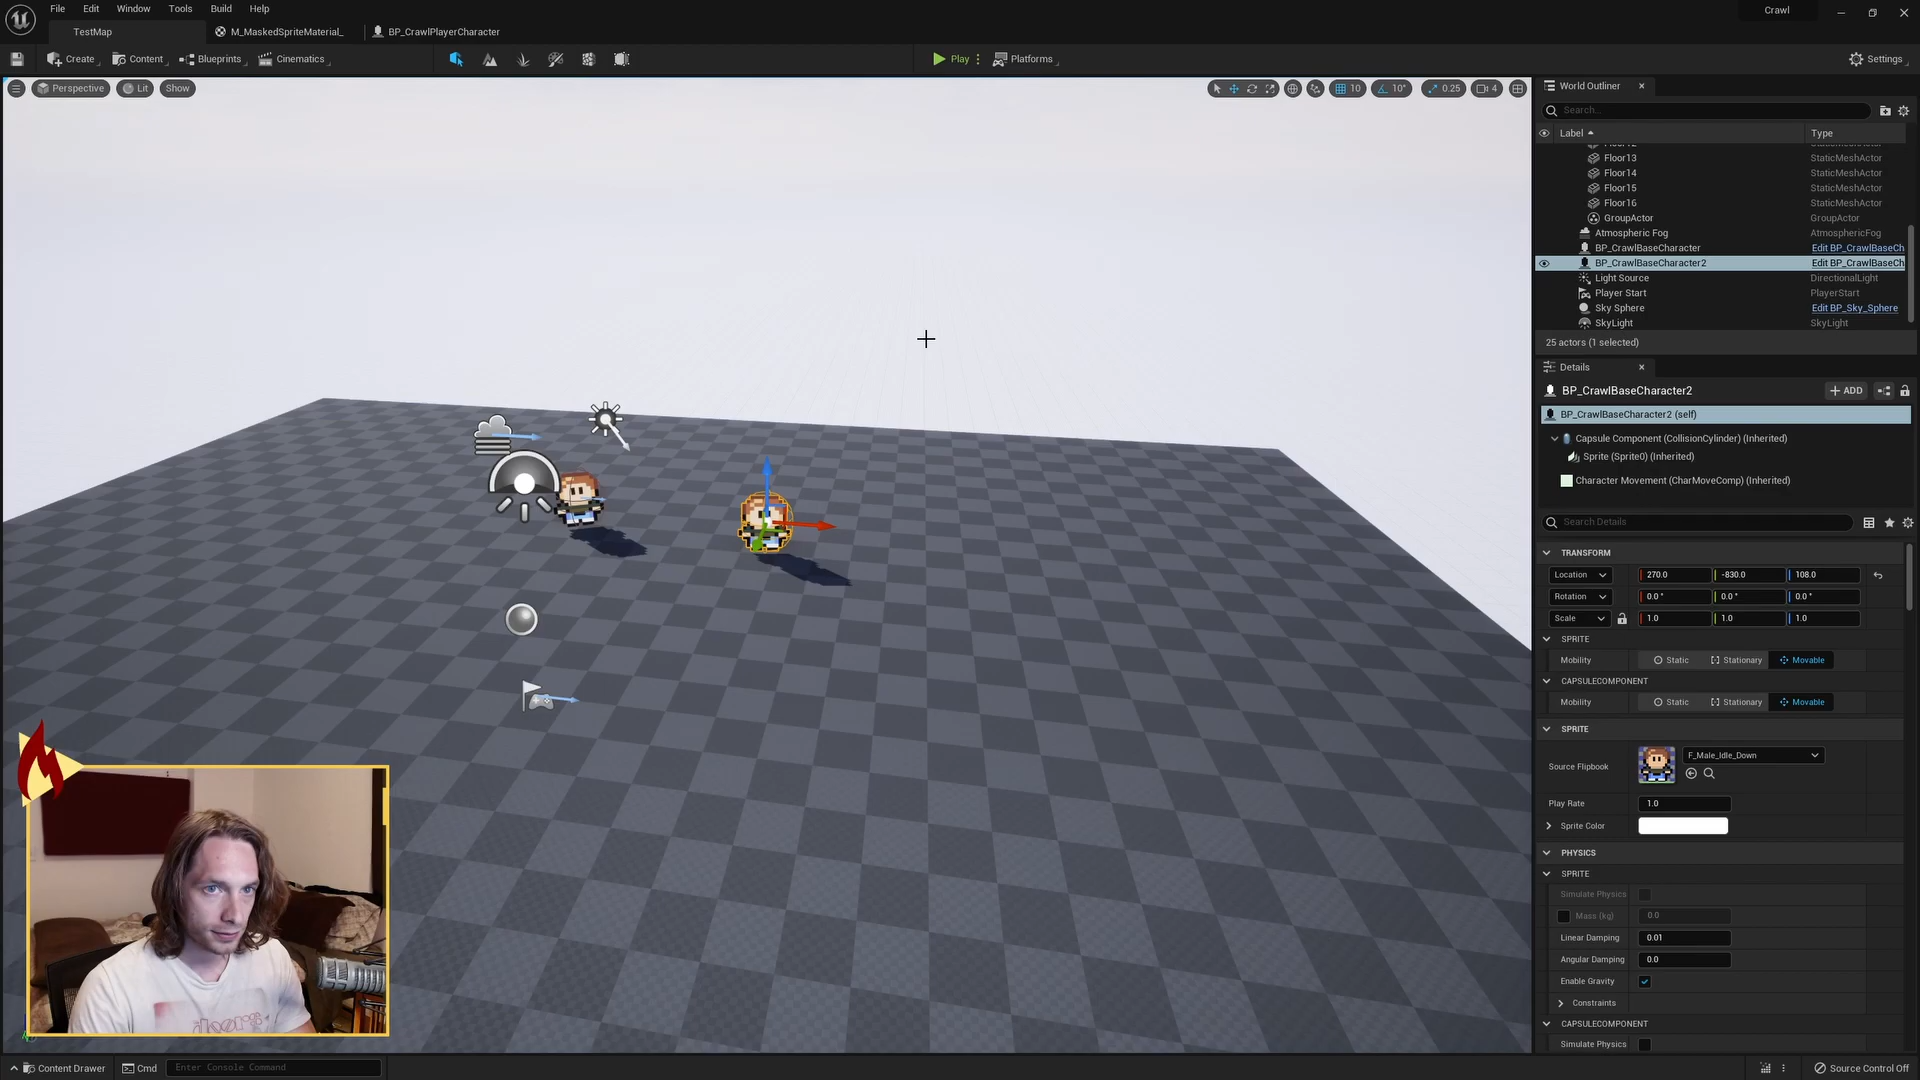 File Edit Window Tools Build Help
Crawl
TestMap
M_MaskedSpriteMaterial_
BP_CrawlPlayerCharacter
Create
Content
Blueprints
Cinematics
Play
Platforms
Settings
Perspective
Lit
Show
10
10°
0.25
4
World Outliner
Search...
Label
Type
Floor13 StaticMeshActor
Floor14 StaticMeshActor
Floor15 StaticMeshActor
Floor16 StaticMeshActor
GroupActor GroupActor
Atmospheric Fog AtmosphericFog
BP_CrawlBaseCharacter Edit BP_CrawlBaseCh
BP_CrawlBaseCharacter2 Edit BP_CrawlBaseCh
Light Source DirectionalLight
Player Start PlayerStart
Sky Sphere Edit BP_Sky_Sphere
SkyLight SkyLight
25 actors (1 selected)
Details
BP_CrawlBaseCharacter2
+ ADD
BP_CrawlBaseCharacter2 (self)
Capsule Component (CollisionCylinder) (Inherited)
Sprite (Sprite0) (Inherited)
Character Movement (CharMoveComp) (Inherited)
Search Details
TRANSFORM
Location 270.0 -830.0 108.0
Rotation 0.0 ° 0.0 ° 0.0 °
Scale 1.0 1.0 1.0
SPRITE
Mobility Static Stationary Movable
CAPSULECOMPONENT
Mobility Static Stationary Movable
SPRITE
Source Flipbook
F_Male_Idle_Down
Play Rate 1.0
Sprite Color
PHYSICS
SPRITE
Simulate Physics
Mass (kg) 0.0
Linear Damping 0.01
Angular Damping 0.0
Enable Gravity
Constraints
CAPSULECOMPONENT
Simulate Physics
Content Drawer
Cmd
Enter Console Command
Source Control Off